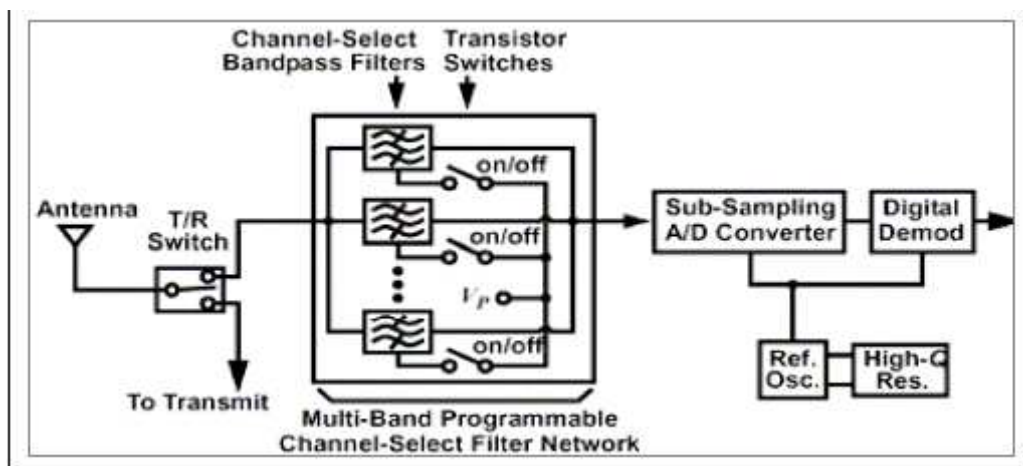 Channel-Select
Bandpass Filters
Transistor
Switches
on/off
Antenna
T/R
Switch
on/off
Sub-Sampling
A/D Converter
Digital
Demod
VP
on/off
Ref.
Osc.
High-Q
Res.
To Transmit
Multi-Band Programmable
Channel-Select Filter Network